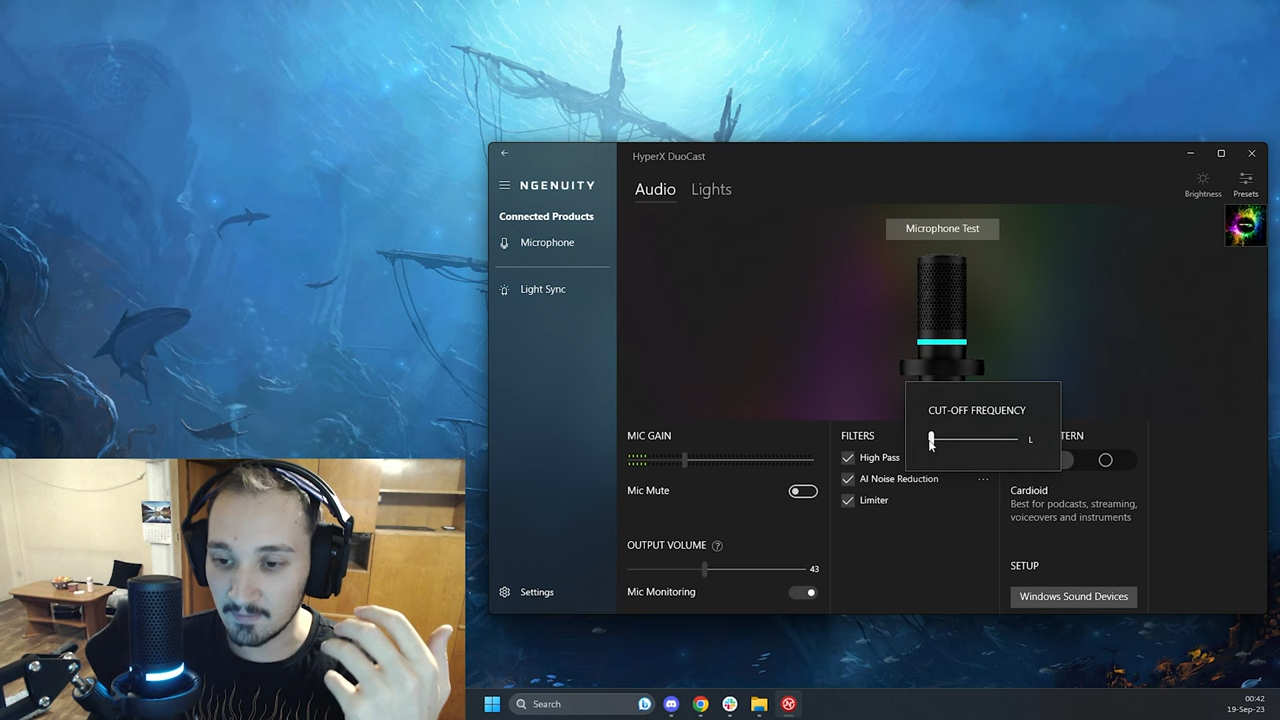 HyperX DuoCast
NGENUITY
Audio
Lights
Brightness
Presets
Connected Products
Microphone
Light Sync
Settings
Microphone Test
CUT-OFF FREQUENCY
L
MIC GAIN
Mic Mute
OUTPUT VOLUME ?
43
Mic Monitoring
FILTERS
High Pass
AI Noise Reduction ...
Limiter
TERN
Cardioid
Best for podcasts, streaming,
voiceovers and instruments
SETUP
Windows Sound Devices
Search
00:42
19-Sep-23